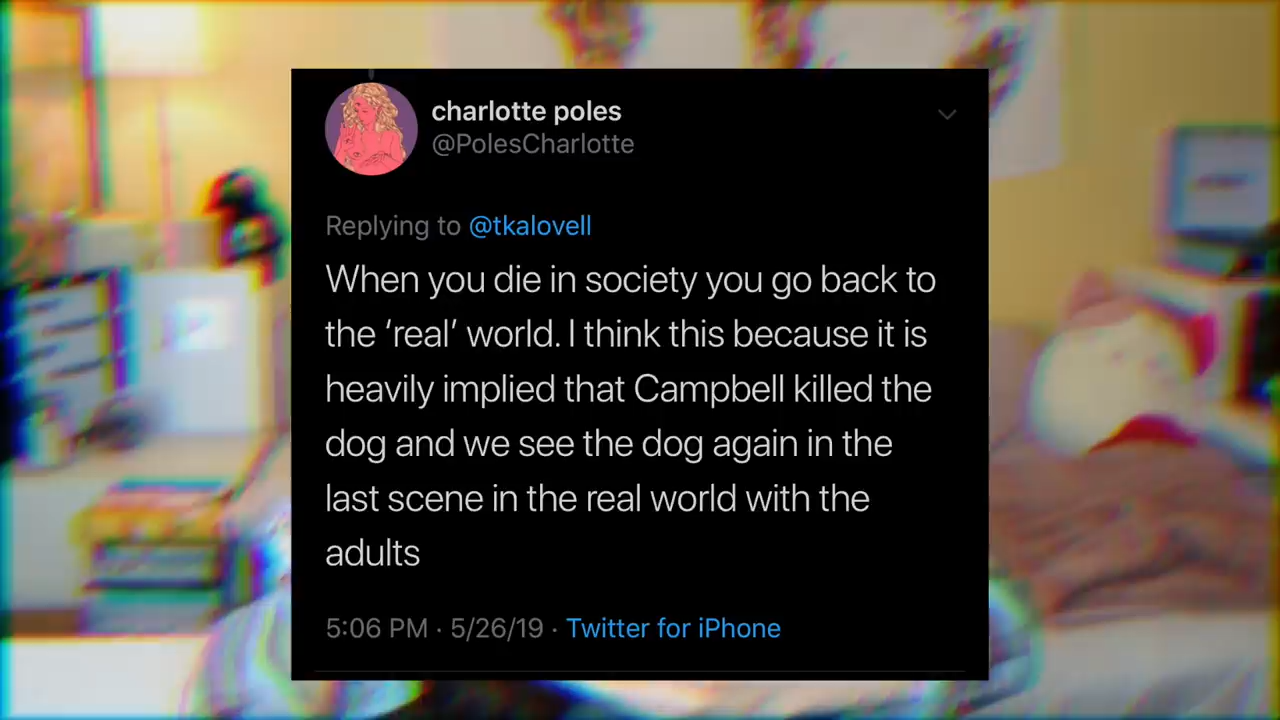 charlotte poles
@PolesCharlotte
Replying to @tkalovell
When you die in society you go back to
the ‘real’ world. I think this because it is
heavily implied that Campbell killed the
dog and we see the dog again in the
last scene in the real world with the
adults
5:06 PM · 5/26/19 · Twitter for iPhone